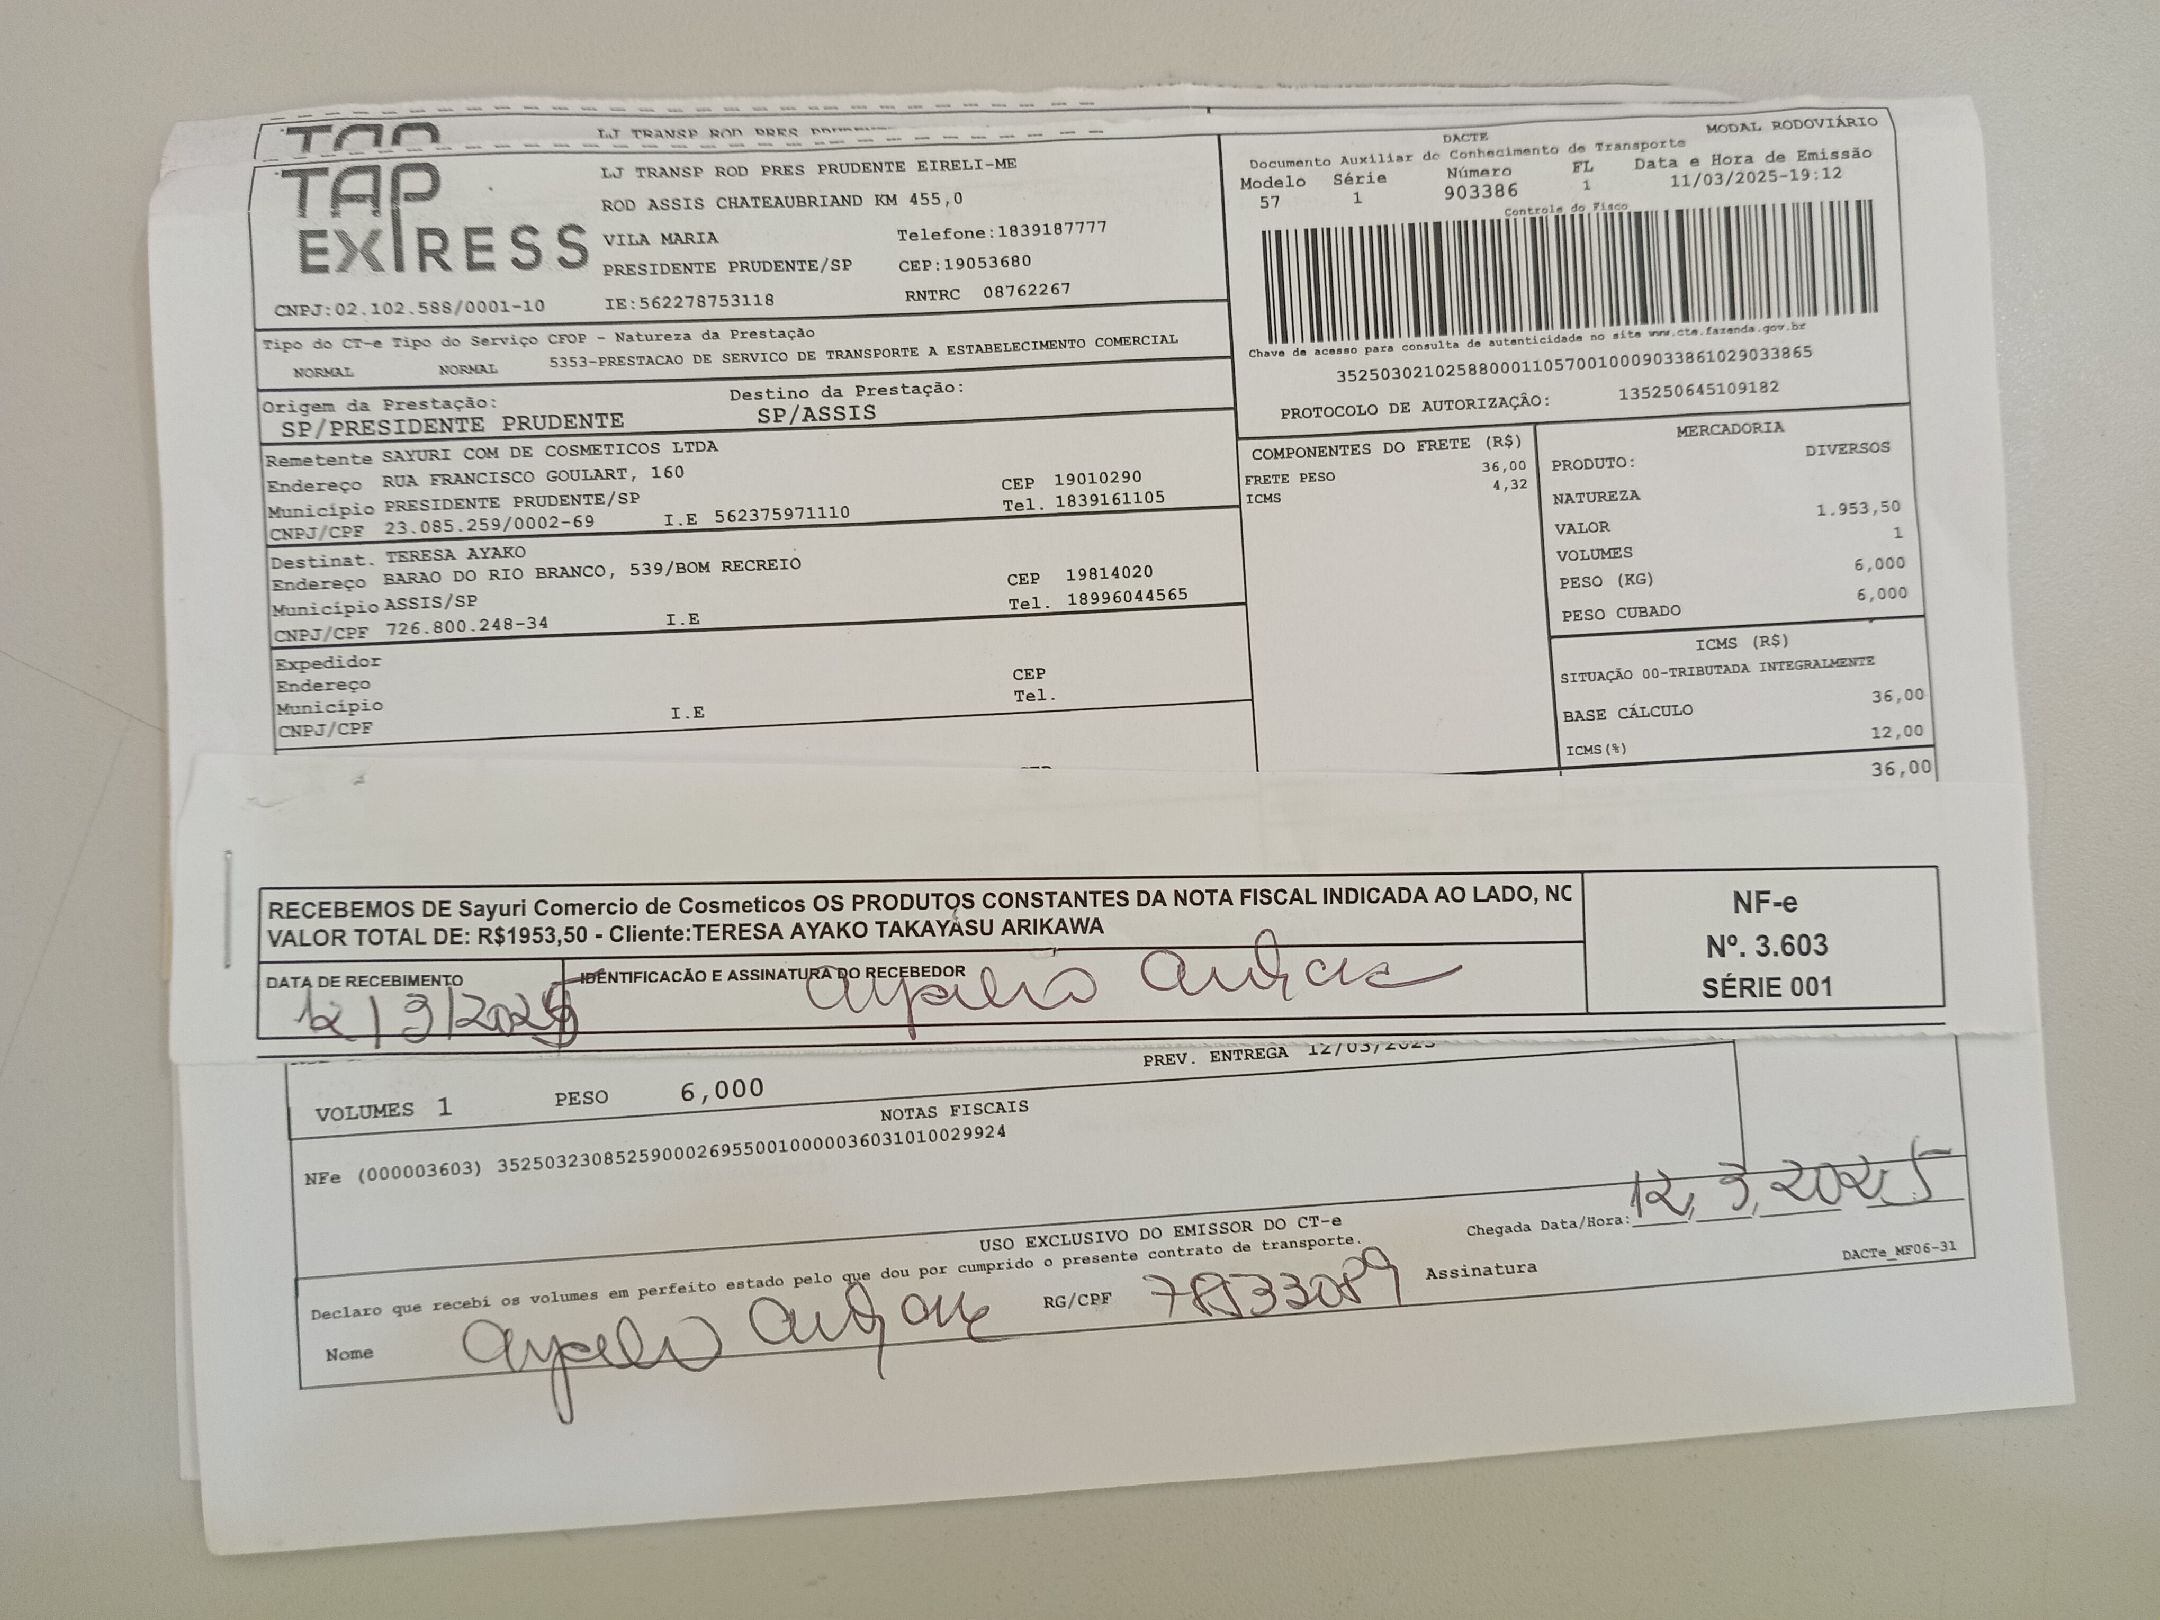 TAP
LJ TRANSP ROD PRES
TAP EXPRESS
LJ TRANSP ROD PRES PRUDENTE EIRELI-ME
ROD ASSIS CHATEAUBRIAND KM 455,0
VILA MARIA Telefone:1839187777
PRESIDENTE PRUDENTE/SP CEP:19053680
CNPJ:02.102.588/0001-10 IE:562278753118 RNTRC 08762267
DACTE MODAL RODOVIÁRIO
Documento Auxiliar do Conhecimento de Transporte
Modelo Série Número FL Data e Hora de Emissão
57 1 903386 1 11/03/2025-19:12
Controle do Fisco
Chave de acesso para consulta de autenticidade no site www.cte.fazenda.gov.br
35250302102588000110570010009033861029033865
PROTOCOLO DE AUTORIZAÇÃO: 135250645109182
Tipo do CT-e Tipo do Serviço CFOP - Natureza da Prestação
NORMAL NORMAL 5353-PRESTACAO DE SERVICO DE TRANSPORTE A ESTABELECIMENTO COMERCIAL
Origem da Prestação: Destino da Prestação:
SP/PRESIDENTE PRUDENTE SP/ASSIS
Remetente SAYURI COM DE COSMETICOS LTDA
Endereço RUA FRANCISCO GOULART, 160 CEP 19010290
Município PRESIDENTE PRUDENTE/SP Tel. 1839161105
CNPJ/CPF 23.085.259/0002-69 I.E 562375971110
Destinat. TERESA AYAKO
Endereço BARAO DO RIO BRANCO, 539/BOM RECREIO CEP 19814020
Município ASSIS/SP Tel. 18996044565
CNPJ/CPF 726.800.248-34 I.E
Expedidor
Endereço CEP
Município Tel.
CNPJ/CPF I.E
COMPONENTES DO FRETE (R$)
FRETE PESO 36,00
ICMS 4,32
MERCADORIA
PRODUTO: DIVERSOS
NATUREZA
VALOR 1.953,50
VOLUMES 1
PESO (KG) 6,000
PESO CUBADO 6,000
ICMS (R$)
SITUAÇÃO 00-TRIBUTADA INTEGRALMENTE
BASE CÁLCULO 36,00
ICMS(%) 12,00
36,00
RECEBEMOS DE Sayuri Comercio de Cosmeticos OS PRODUTOS CONSTANTES DA NOTA FISCAL INDICADA AO LADO, NO
VALOR TOTAL DE: R$1953,50 - Cliente:TERESA AYAKO TAKAYASU ARIKAWA
DATA DE RECEBIMENTO IDENTIFICACÃO E ASSINATURA DO RECEBEDOR
12/3/2025
NF-e
Nº. 3.603
SÉRIE 001
PREV. ENTREGA 12/03/2025
VOLUMES 1 PESO 6,000
NOTAS FISCAIS
NFe (000003603) 35250323085259000269550010000036031010029924
USO EXCLUSIVO DO EMISSOR DO CT-e
Chegada Data/Hora: 12, 3, 2025
Declaro que recebi os volumes em perfeito estado pelo que dou por cumprido o presente contrato de transporte.
DACTe_MF06-31
Nome RG/CPF Assinatura